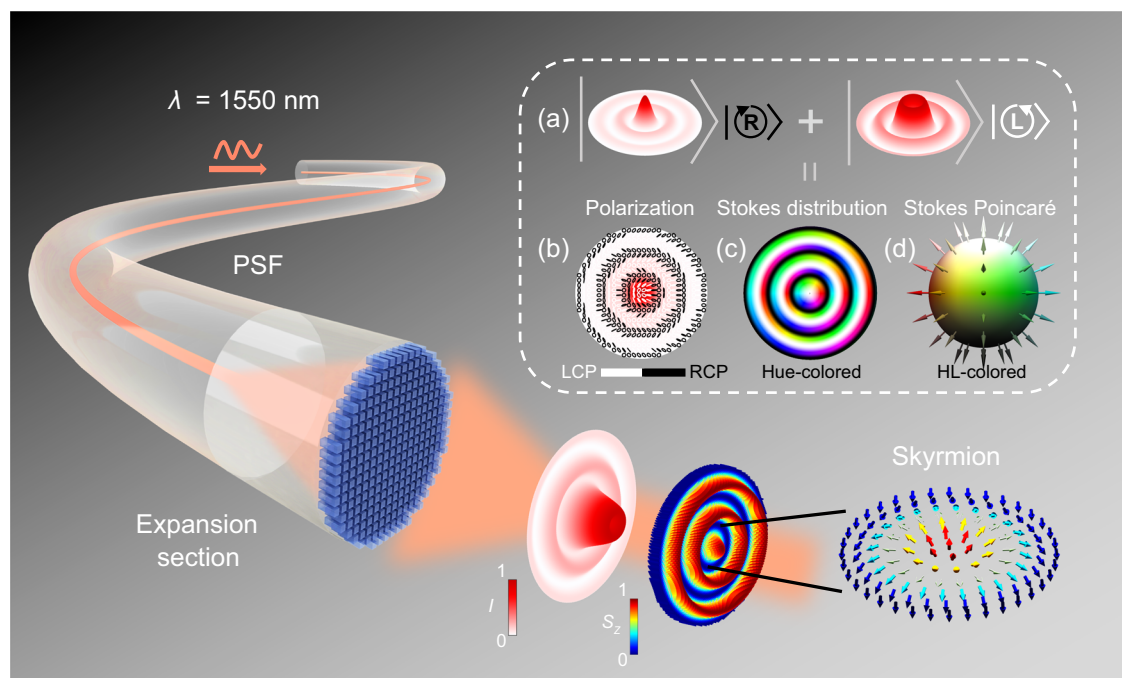 λ = 1550 nm
PSF
Expansion
section
(a)
R
+
L
=
Polarization
Stokes distribution
Stokes Poincaré
(b)
(c)
(d)
LCP
RCP
Hue-colored
HL-colored
Skyrmion
1
I
0
1
S_z
0